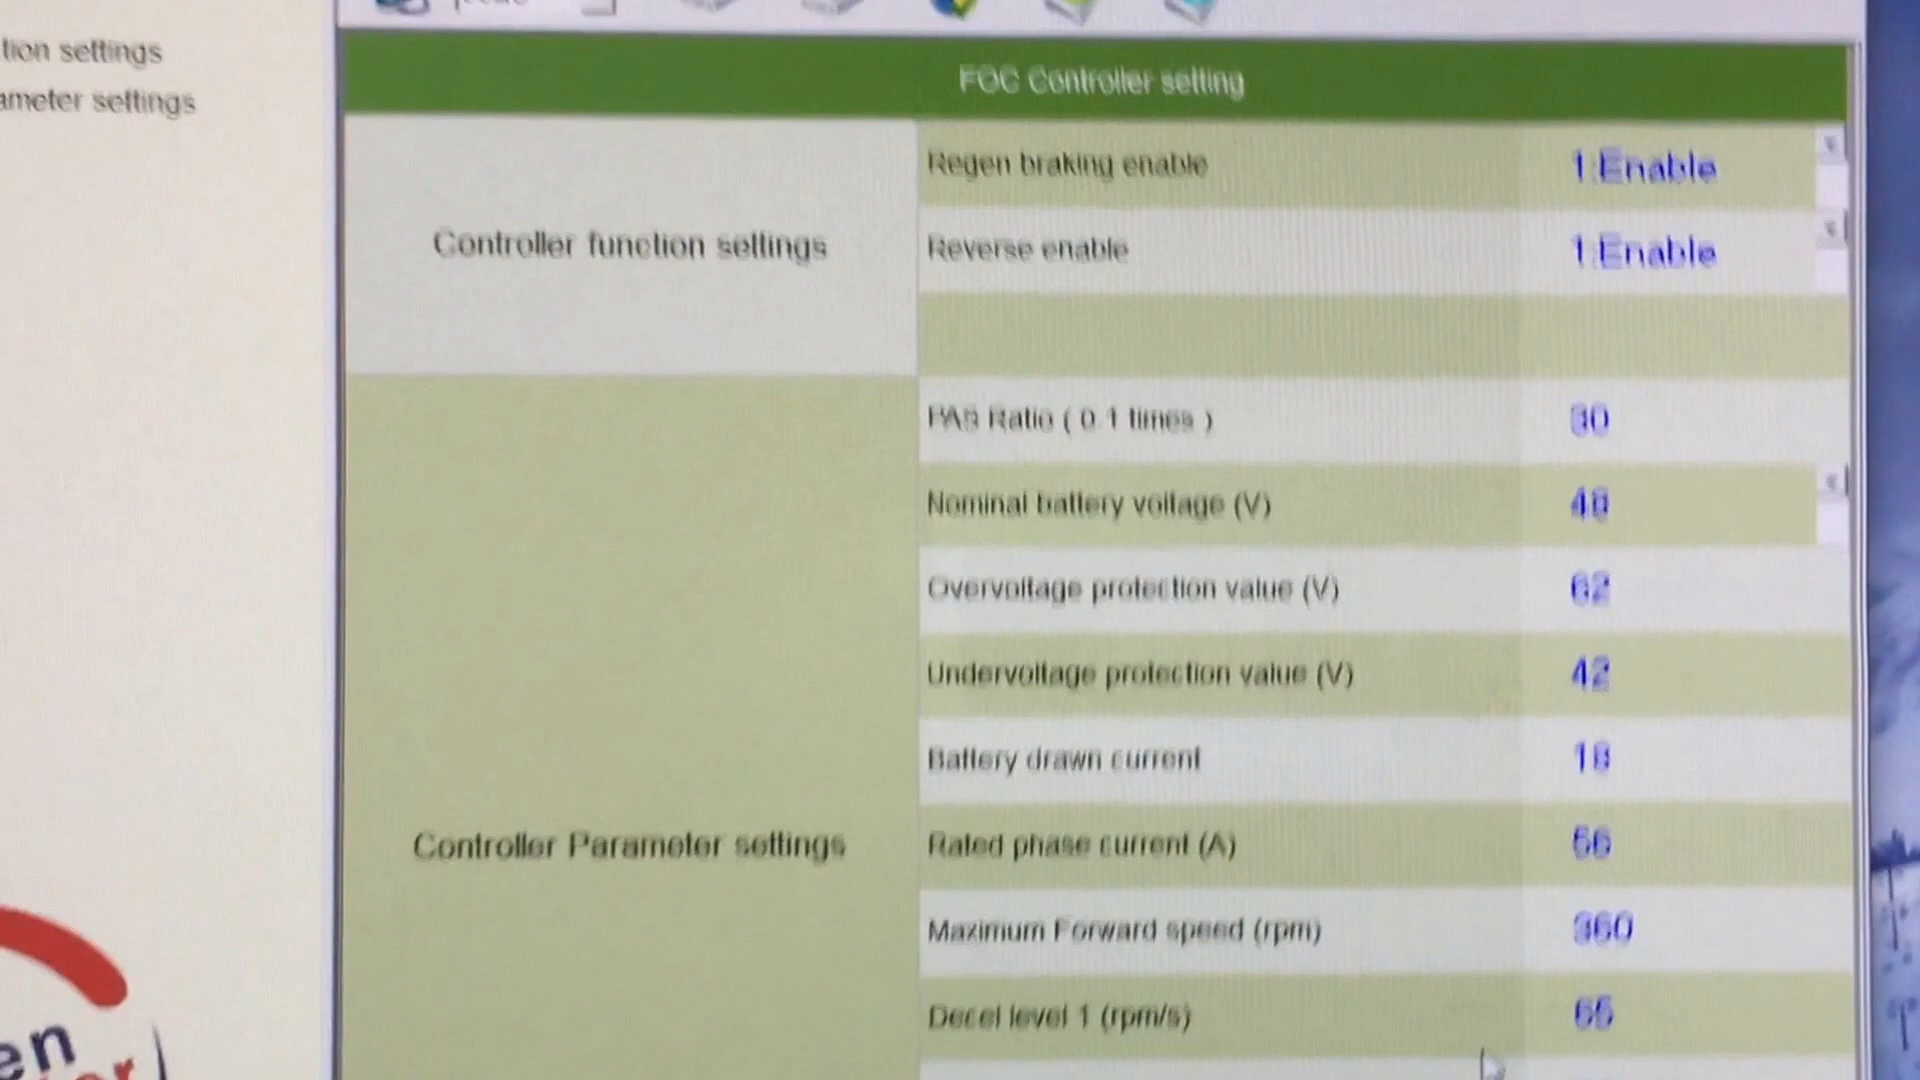 tion settings
ameter settings
FOC Controller setting
Controller function settings
Regen braking enable 1:Enable
Reverse enable 1:Enable
PAS Ratio ( 0.1 times ) 30
Nominal battery voltage (V) 48
Overvoltage protection value (V) 62
Undervoltage protection value (V) 42
Battery drawn current 18
Controller Parameter settings
Rated phase current (A)
Maximum Forward speed (rpm) 360
Decel level 1 (rpm/s)
en